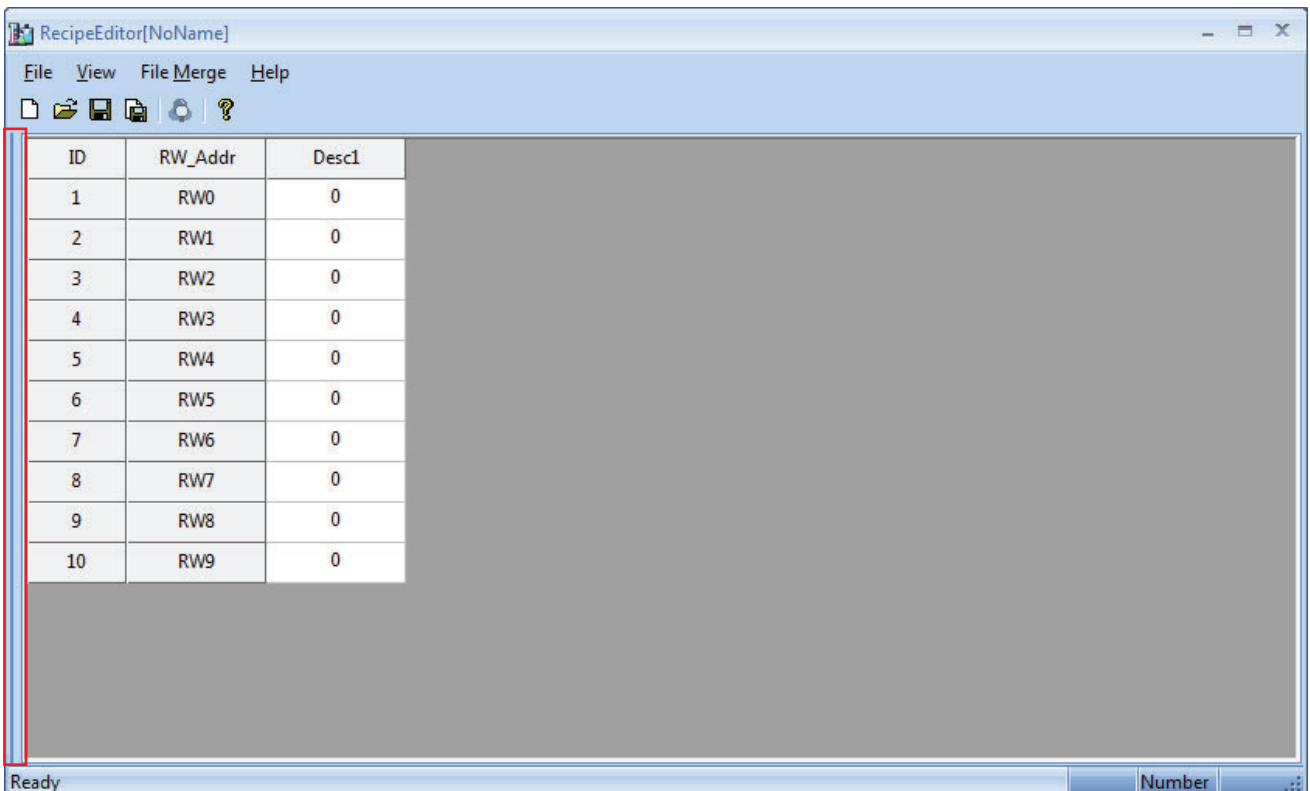 RecipeEditor[NoName]
File View File Merge Help
ID RW_Addr Desc1
1 RW0 0
2 RW1 0
3 RW2 0
4 RW3 0
5 RW4 0
6 RW5 0
7 RW6 0
8 RW7 0
9 RW8 0
10 RW9 0
Ready Number